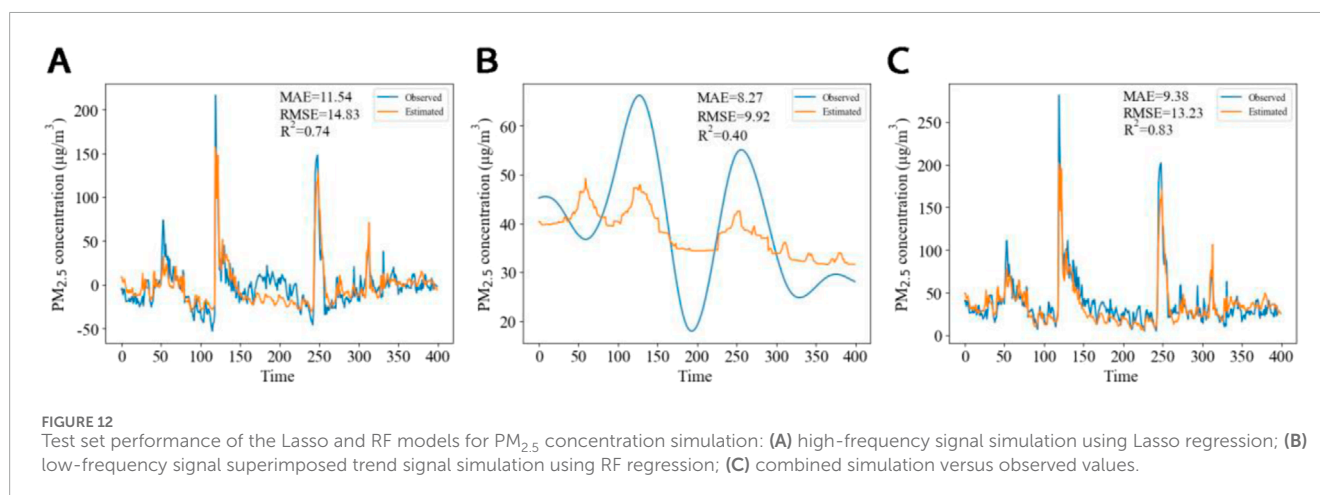 A
MAE=11.54
RMSE=14.83
R²=0.74
Observed
Estimated
PM₂.₅ concentration (μg/m³)
200
150
100
50
0
-50
0 50 100 150 200 250 300 350 400
Time
B
MAE=8.27
RMSE=9.92
R²=0.40
Observed
Estimated
PM₂.₅ concentration (μg/m³)
60
50
40
30
20
0 50 100 150 200 250 300 350 400
Time
C
MAE=9.38
RMSE=13.23
R²=0.83
Observed
Estimated
PM₂.₅ concentration (μg/m³)
250
200
150
100
50
0
0 50 100 150 200 250 300 350 400
Time
FIGURE 12
Test set performance of the Lasso and RF models for PM₂.₅ concentration simulation: (A) high-frequency signal simulation using Lasso regression; (B)
low-frequency signal superimposed trend signal simulation using RF regression; (C) combined simulation versus observed values.